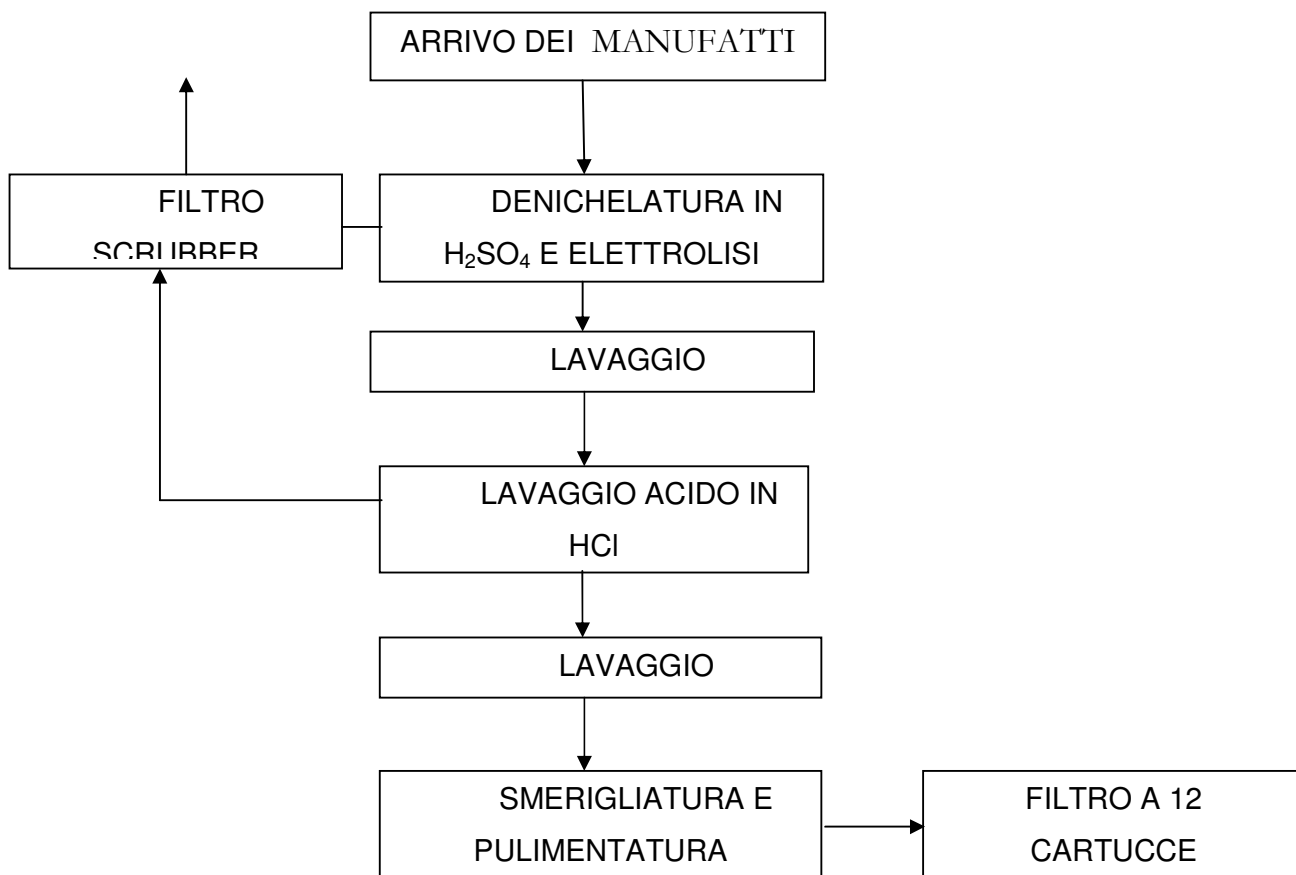 ARRIVO DEI MANUFATTI
FILTRO
SCRUBBER
DENICHELATURA IN
H₂SO₄ E ELETTROLISI
LAVAGGIO
LAVAGGIO ACIDO IN
HCl
LAVAGGIO
SMERIGLIATURA E
PULIMENTATURA
FILTRO A 12
CARTUCCE